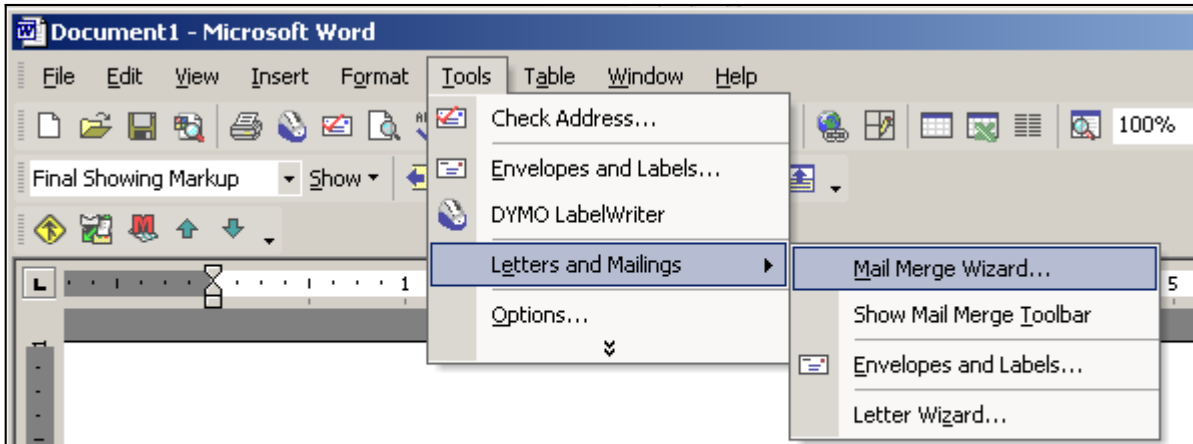 Document1 - Microsoft Word
File Edit View Insert Format Tools Table Window Help
100%
Final Showing Markup Show
Check Address...
Envelopes and Labels...
DYMO LabelWriter
Letters and Mailings
Options...
Mail Merge Wizard...
Show Mail Merge Toolbar
Envelopes and Labels...
Letter Wizard...
L 1 5